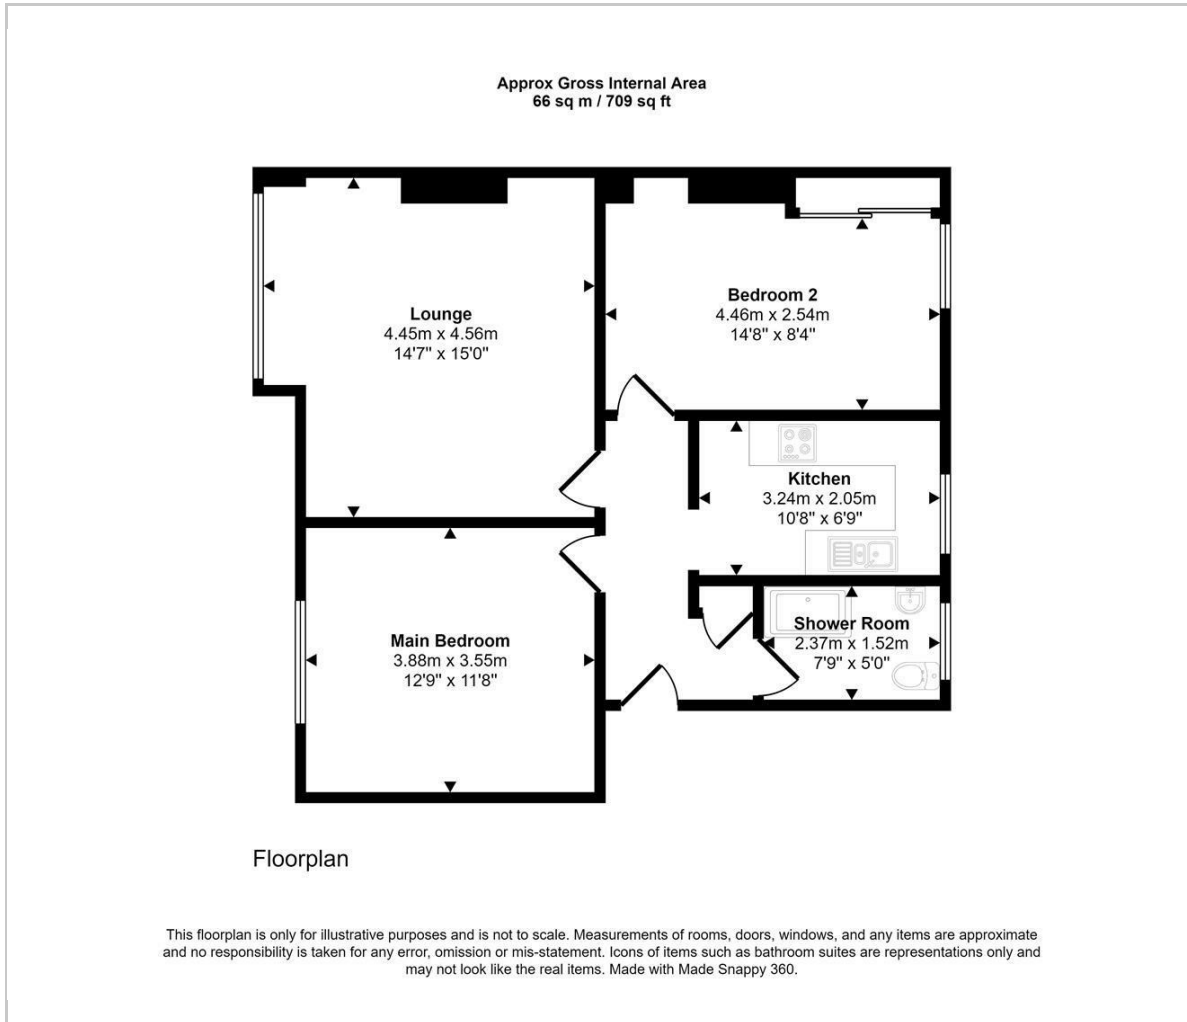 Approx Gross Internal Area
66 sq m / 709 sq ft
Lounge
4.45m x 4.56m
14'7" x 15'0"
Bedroom 2
4.46m x 2.54m
14'8" x 8'4"
Kitchen
3.24m x 2.05m
10'8" x 6'9"
Main Bedroom
3.88m x 3.55m
12'9" x 11'8"
Shower Room
2.37m x 1.52m
7'9" x 5'0"
Floorplan
This floorplan is only for illustrative purposes and is not to scale. Measurements of rooms, doors, windows, and any items are approximate
and no responsibility is taken for any error, omission or mis-statement. Icons of items such as bathroom suites are representations only and
may not look like the real items. Made with Made Snappy 360.